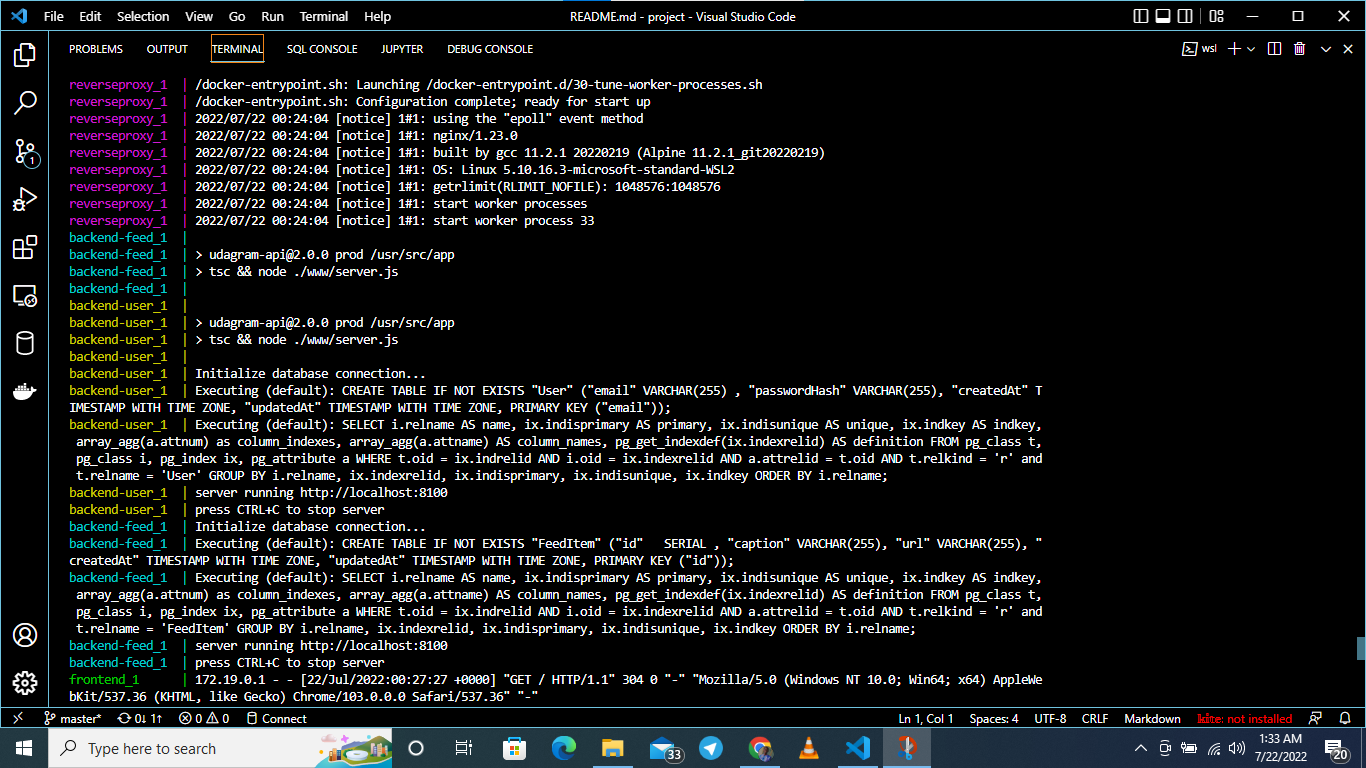 File Edit Selection View Go Run Terminal Help README.md - project - Visual Studio Code
PROBLEMS OUTPUT TERMINAL SQL CONSOLE JUPYTER DEBUG CONSOLE wsl
reverseproxy_1 | /docker-entrypoint.sh: Launching /docker-entrypoint.d/30-tune-worker-processes.sh
reverseproxy_1 | /docker-entrypoint.sh: Configuration complete; ready for start up
reverseproxy_1 | 2022/07/22 00:24:04 [notice] 1#1: using the "epoll" event method
reverseproxy_1 | 2022/07/22 00:24:04 [notice] 1#1: nginx/1.23.0
reverseproxy_1 | 2022/07/22 00:24:04 [notice] 1#1: built by gcc 11.2.1 20220219 (Alpine 11.2.1_git20220219)
reverseproxy_1 | 2022/07/22 00:24:04 [notice] 1#1: OS: Linux 5.10.16.3-microsoft-standard-WSL2
reverseproxy_1 | 2022/07/22 00:24:04 [notice] 1#1: getrlimit(RLIMIT_NOFILE): 1048576:1048576
reverseproxy_1 | 2022/07/22 00:24:04 [notice] 1#1: start worker processes
reverseproxy_1 | 2022/07/22 00:24:04 [notice] 1#1: start worker process 33
backend-feed_1 |
backend-feed_1 | > udagram-api@2.0.0 prod /usr/src/app
backend-feed_1 | > tsc && node ./www/server.js
backend-feed_1 |
backend-user_1 |
backend-user_1 | > udagram-api@2.0.0 prod /usr/src/app
backend-user_1 | > tsc && node ./www/server.js
backend-user_1 |
backend-user_1 | Initialize database connection...
backend-user_1 | Executing (default): CREATE TABLE IF NOT EXISTS "User" ("email" VARCHAR(255) , "passwordHash" VARCHAR(255), "createdAt" T
IMESTAMP WITH TIME ZONE, "updatedAt" TIMESTAMP WITH TIME ZONE, PRIMARY KEY ("email"));
backend-user_1 | Executing (default): SELECT i.relname AS name, ix.indisprimary AS primary, ix.indisunique AS unique, ix.indkey AS indkey,
array_agg(a.attnum) as column_indexes, array_agg(a.attname) AS column_names, pg_get_indexdef(ix.indexrelid) AS definition FROM pg_class t,
pg_class i, pg_index ix, pg_attribute a WHERE t.oid = ix.indrelid AND i.oid = ix.indexrelid AND a.attrelid = t.oid AND t.relkind = 'r' and
t.relname = 'User' GROUP BY i.relname, ix.indexrelid, ix.indisprimary, ix.indisunique, ix.indkey ORDER BY i.relname;
backend-user_1 | server running http://localhost:8100
backend-user_1 | press CTRL+C to stop server
backend-feed_1 | Initialize database connection...
backend-feed_1 | Executing (default): CREATE TABLE IF NOT EXISTS "FeedItem" ("id"   SERIAL , "caption" VARCHAR(255), "url" VARCHAR(255), "
createdAt" TIMESTAMP WITH TIME ZONE, "updatedAt" TIMESTAMP WITH TIME ZONE, PRIMARY KEY ("id"));
backend-feed_1 | Executing (default): SELECT i.relname AS name, ix.indisprimary AS primary, ix.indisunique AS unique, ix.indkey AS indkey,
array_agg(a.attnum) as column_indexes, array_agg(a.attname) AS column_names, pg_get_indexdef(ix.indexrelid) AS definition FROM pg_class t,
pg_class i, pg_index ix, pg_attribute a WHERE t.oid = ix.indrelid AND i.oid = ix.indexrelid AND a.attrelid = t.oid AND t.relkind = 'r' and
t.relname = 'FeedItem' GROUP BY i.relname, ix.indexrelid, ix.indisprimary, ix.indisunique, ix.indkey ORDER BY i.relname;
backend-feed_1 | server running http://localhost:8100
backend-feed_1 | press CTRL+C to stop server
frontend_1 | 172.19.0.1 - - [22/Jul/2022:00:27:27 +0000] "GET / HTTP/1.1" 304 0 "-" "Mozilla/5.0 (Windows NT 10.0; Win64; x64) AppleWe
bKit/537.36 (KHTML, like Gecko) Chrome/103.0.0.0 Safari/537.36" "-"
1
master* 0↓ 1↑ 0 0 Connect Ln 1, Col 1 Spaces: 4 UTF-8 CRLF Markdown kite: not installed
Type here to search 33 1:33 AM
7/22/2022 20